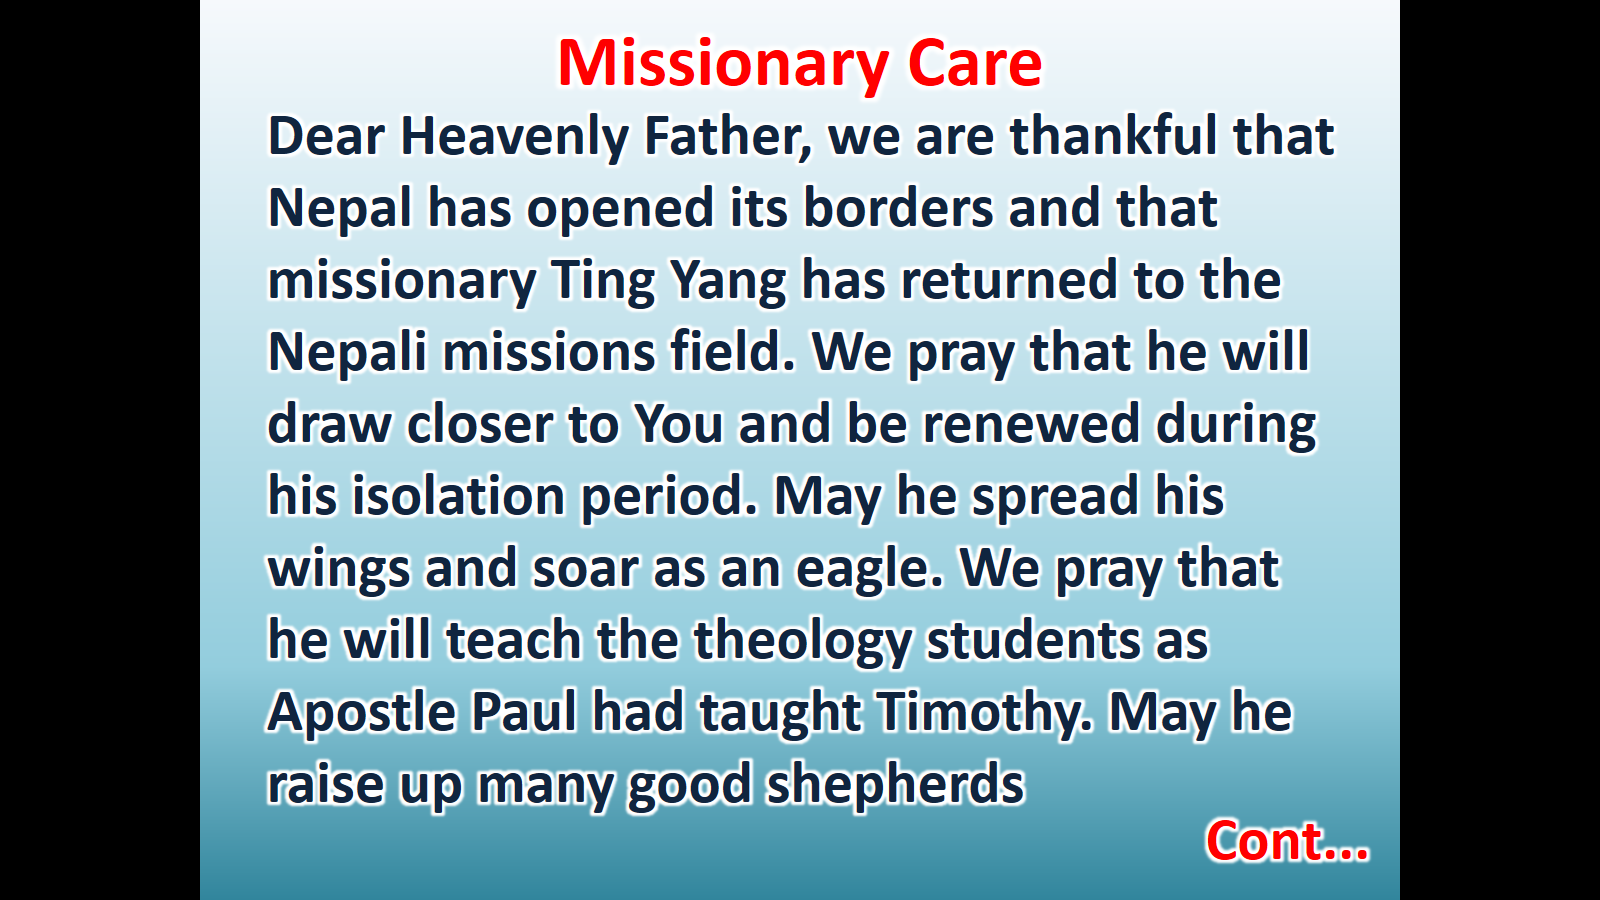 Missionary Care
Dear Heavenly Father, we are thankful that
Nepal has opened its borders and that
missionary Ting Yang has returned to the
Nepali missions field. We pray that he will
draw closer to You and be renewed during
his isolation period. May he spread his
wings and soar as an eagle. We pray that
he will teach the theology students as
Apostle Paul had taught Timothy. May he
raise up many good shepherds
Cont...